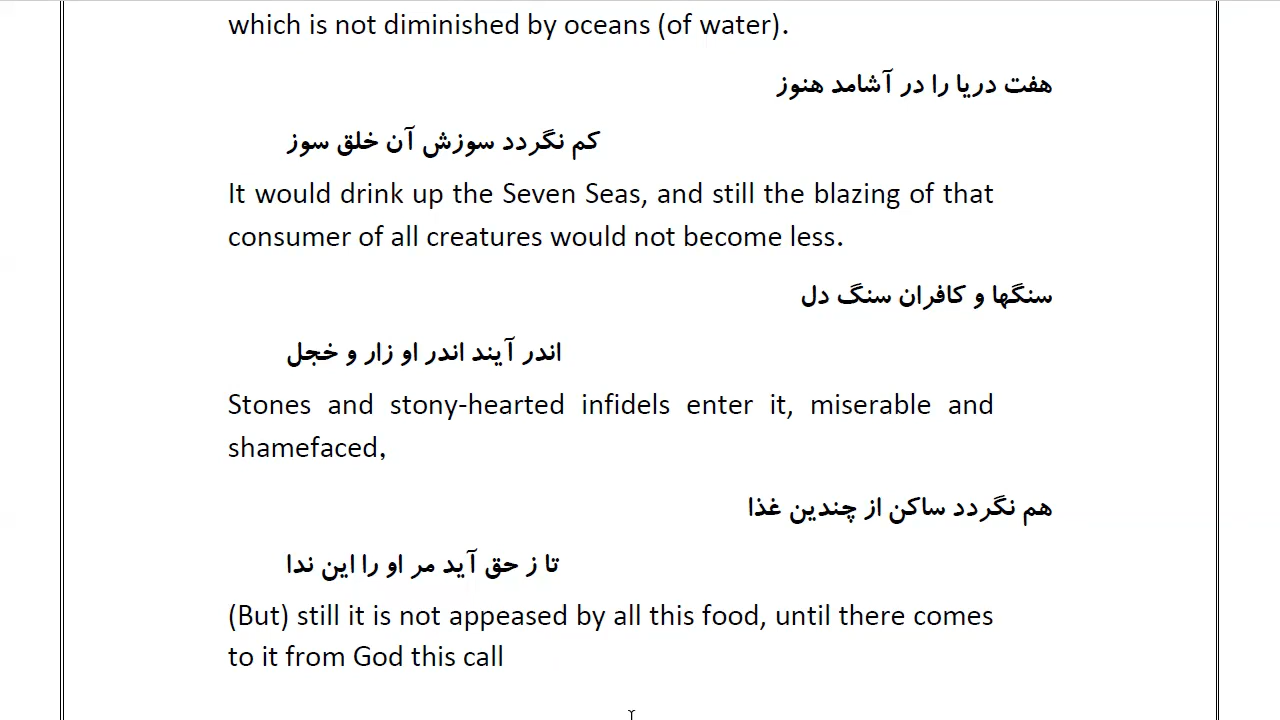 which is not diminished by oceans (of water).
هفت دریا را در آشامد هنوز
کم نگردد سوزش آن خلق سوز
It would drink up the Seven Seas, and still the blazing of that
consumer of all creatures would not become less.
سنگها و کافران سنگ دل
اندر آیند اندر او زار و خجل
Stones and stony-hearted infidels enter it, miserable and
shamefaced,
هم نگردد ساکن از چندین غذا
تا ز حق آید مر او را این ندا
(But) still it is not appeased by all this food, until there comes
to it from God this call